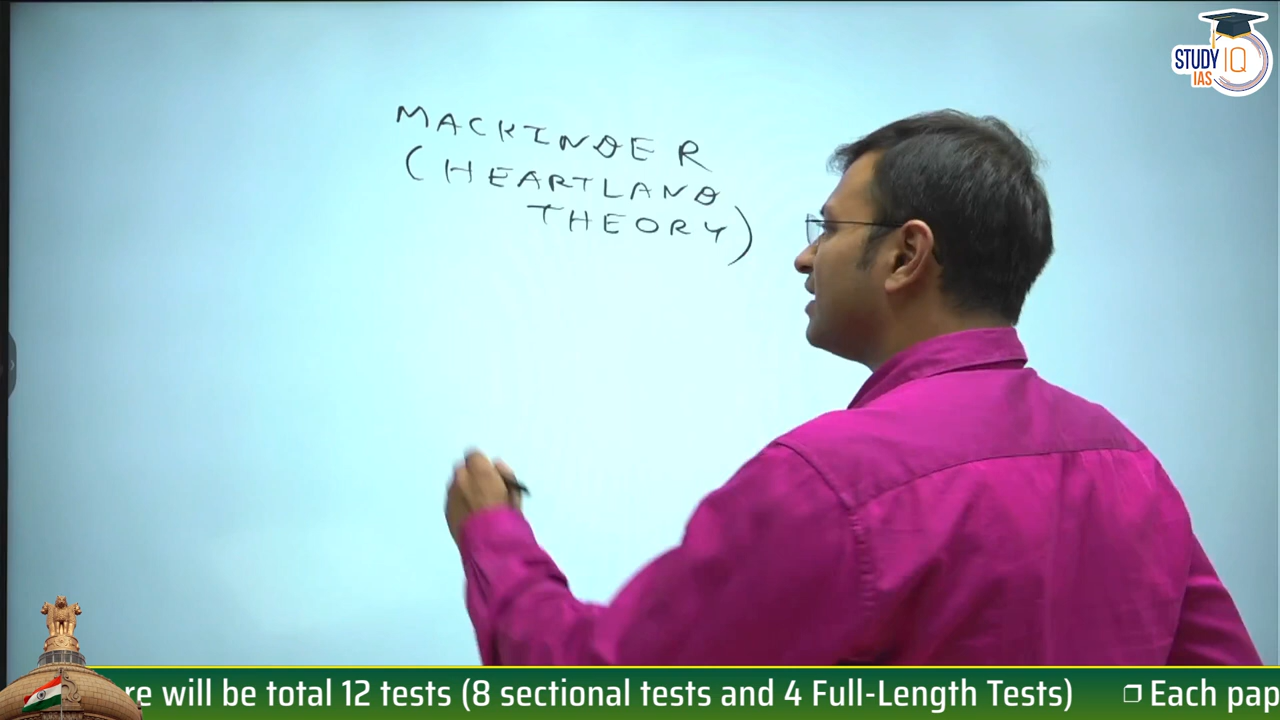 STUDY IQ
IAS
MACKINDER
(HEARTLAND
THEORY)
re will be total 12 tests (8 sectional tests and 4 Full-Length Tests) ❐ Each pap